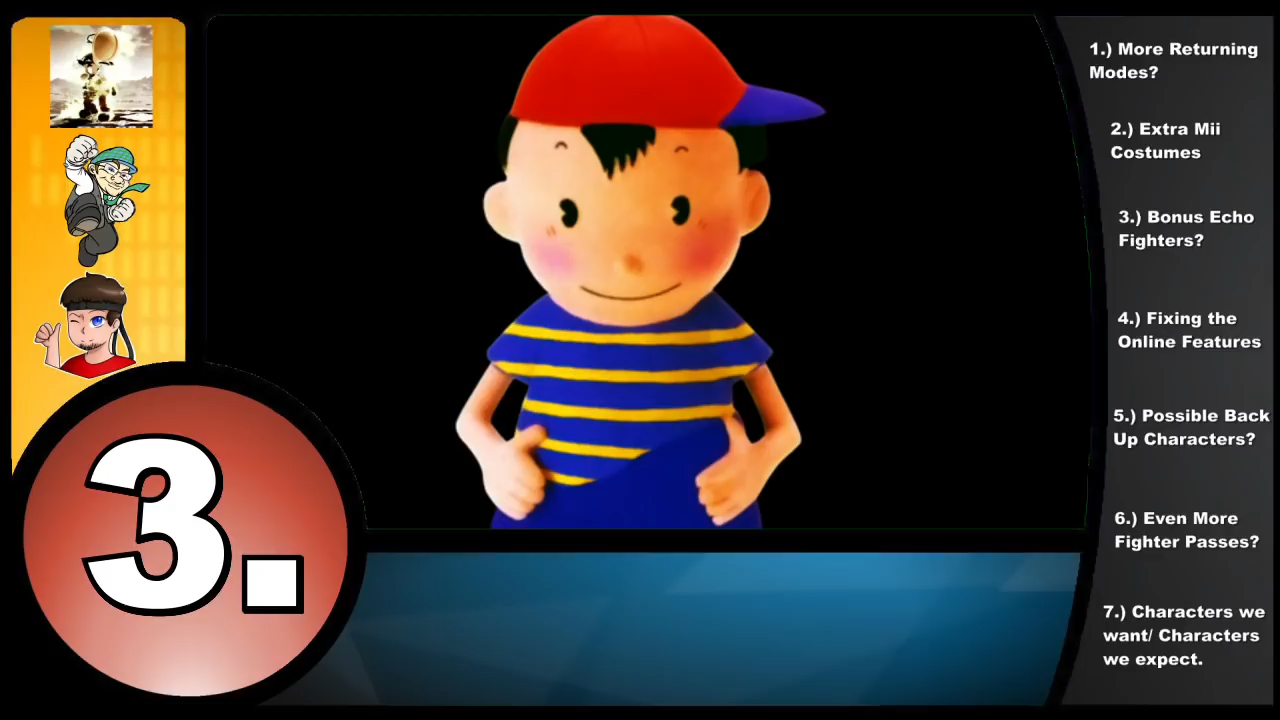 3.
1.) More Returning
Modes?
2.) Extra Mii
Costumes
3.) Bonus Echo
Fighters?
4.) Fixing the
Online Features
5.) Possible Back
Up Characters?
6.) Even More
Fighter Passes?
7.) Characters we
want/ Characters
we expect.